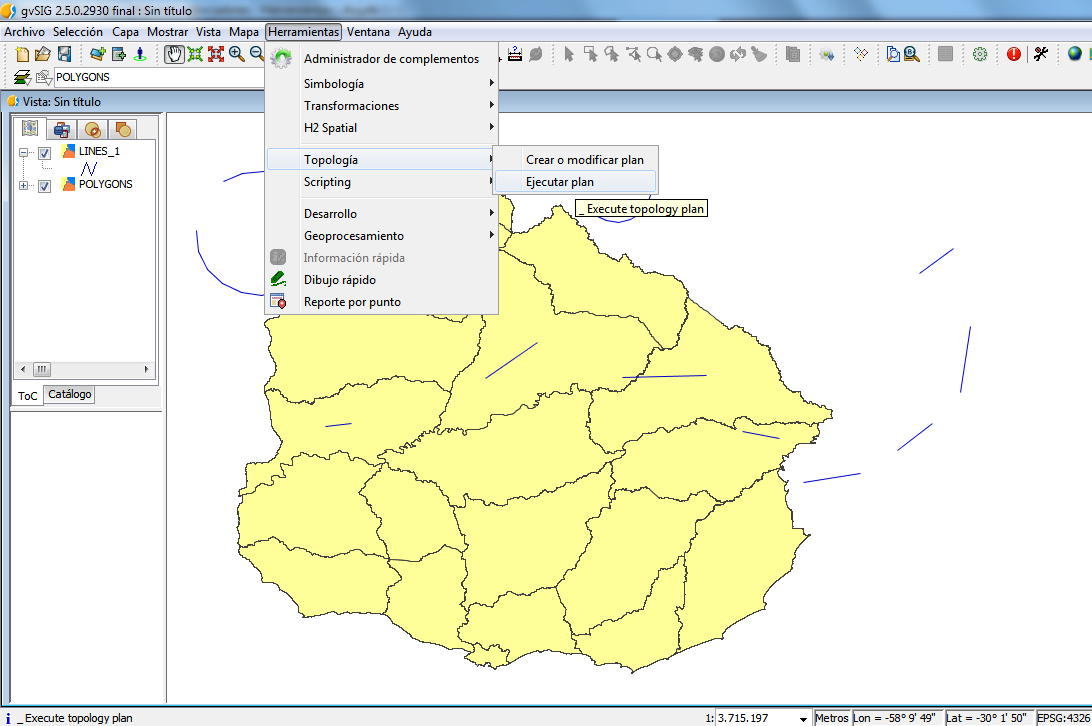 gvSIG 2.5.0.2930 final : Sin título
Archivo Selección Capa Mostrar Vista Mapa Herramientas Ventana Ayuda
POLYGONS
Administrador de complementos
Simbología
Transformaciones
H2 Spatial
Topología
Scripting
Desarrollo
Geoprocesamiento
Información rápida
Dibujo rápido
Reporte por punto
Crear o modificar plan
Ejecutar plan
_Execute topology plan
Vista: Sin título
LINES_1
POLYGONS
ToC Catálogo
_Execute topology plan
1: 3.715.197 Metros Lon = -58° 9' 49" Lat = -30° 1' 50" EPSG:4326